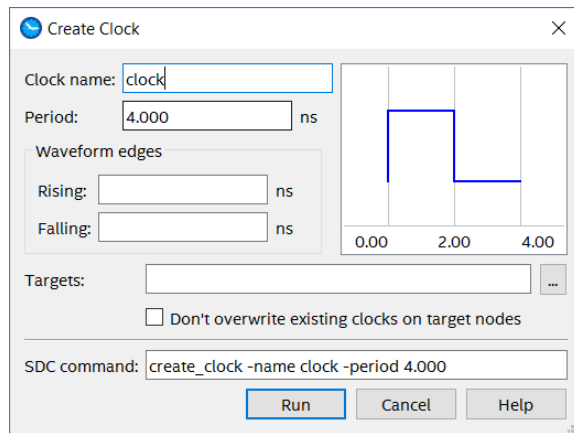 Create Clock
Clock name: clock
Period: 4.000 ns
Waveform edges
Rising: ns
Falling: ns
0.00 2.00 4.00
Targets: ...
Don't overwrite existing clocks on target nodes
SDC command: create_clock -name clock -period 4.000
Run Cancel Help